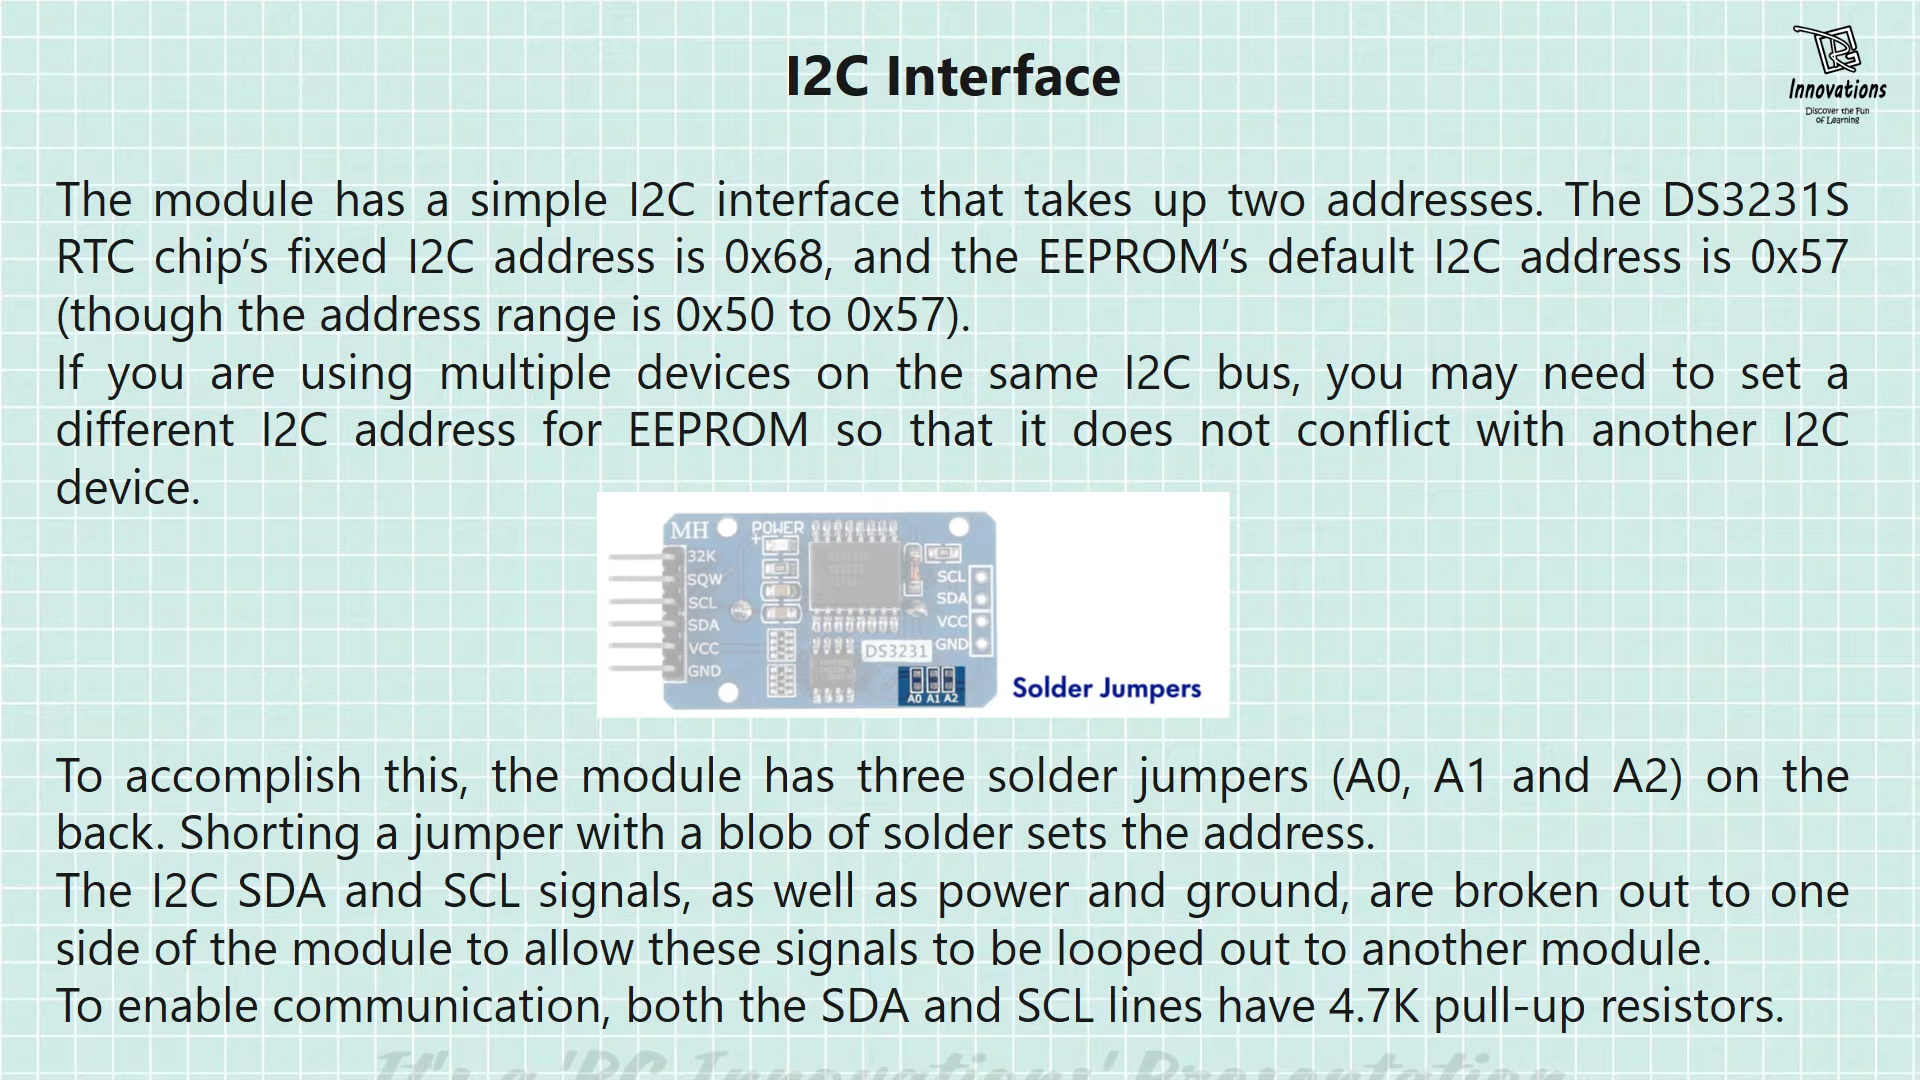 I2C Interface
Innovations
Discover the Fun
of Learning
The module has a simple I2C interface that takes up two addresses. The DS3231S
RTC chip’s fixed I2C address is 0x68, and the EEPROM’s default I2C address is 0x57
(though the address range is 0x50 to 0x57).
If you are using multiple devices on the same I2C bus, you may need to set a
different I2C address for EEPROM so that it does not conflict with another I2C
device.
MH
POWER
+
32K
SQW
SCL
SDA
VCC
GND
SCL
SDA
VCC
GND
DS3231
A0 A1 A2
Solder Jumpers
To accomplish this, the module has three solder jumpers (A0, A1 and A2) on the
back. Shorting a jumper with a blob of solder sets the address.
The I2C SDA and SCL signals, as well as power and ground, are broken out to one
side of the module to allow these signals to be looped out to another module.
To enable communication, both the SDA and SCL lines have 4.7K pull-up resistors.
It's a 'RC Innovations' Presentation